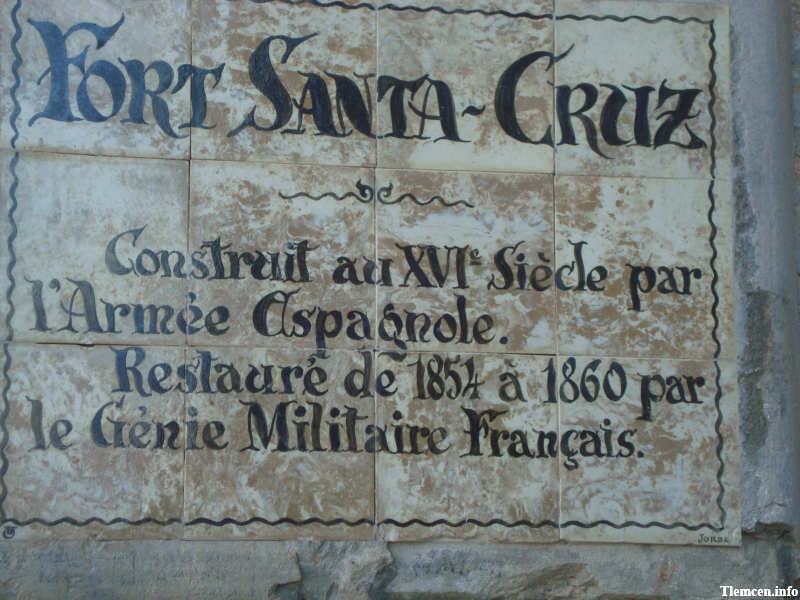 Fort Santa-Cruz
Construit au XVIe Siècle par
l'Armée Espagnole.
Restauré de 1854 à 1860 par
le Génie Militaire Français.
Tlemcen.info